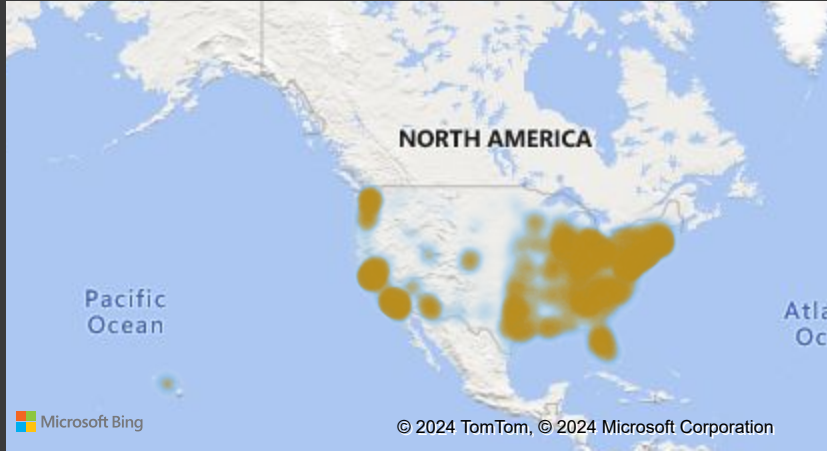 NORTH AMERICA
Pacific
Ocean
Atla
Oc
Microsoft Bing
© 2024 TomTom, © 2024 Microsoft Corporation